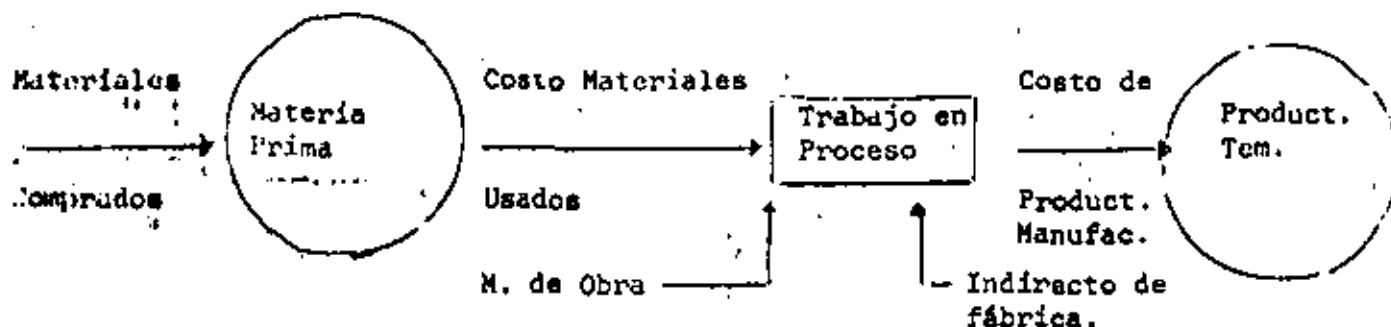 Materiales
Comprados
Materia
Prima
Costo Materiales
Usados
Trabajo en
Proceso
M. de Obra
Indirecto de
fábrica.
Costo de
Product.
Manufac.
Product.
Tem.